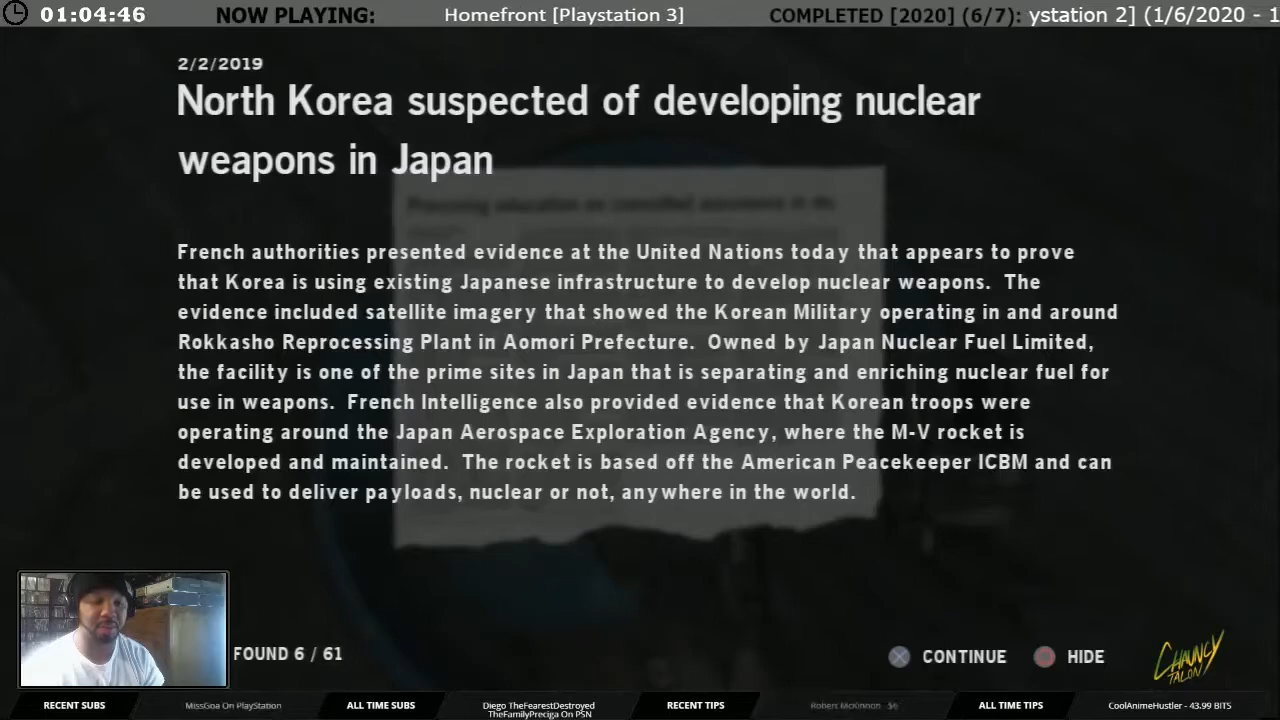 01:04:46
NOW PLAYING:
Homefront [Playstation 3]
COMPLETED [2020] (6/7): ystation 2] (1/6/2020 - 1
2/2/2019
North Korea suspected of developing nuclear
weapons in Japan
French authorities presented evidence at the United Nations today that appears to prove
that Korea is using existing Japanese infrastructure to develop nuclear weapons. The
evidence included satellite imagery that showed the Korean Military operating in and around
Rokkasho Reprocessing Plant in Aomori Prefecture. Owned by Japan Nuclear Fuel Limited,
the facility is one of the prime sites in Japan that is separating and enriching nuclear fuel for
use in weapons. French Intelligence also provided evidence that Korean troops were
operating around the Japan Aerospace Exploration Agency, where the M-V rocket is
developed and maintained. The rocket is based off the American Peacekeeper ICBM and can
be used to deliver payloads, nuclear or not, anywhere in the world.
FOUND 6 / 61
CONTINUE
HIDE
CHAUNCY
TALON
RECENT SUBS
MissGoa On PlayStation
ALL TIME SUBS
Diego TheFearestDestroyed
TheFamilyPreciga On PSN
RECENT TIPS
Robert McKinnon - $6
ALL TIME TIPS
CoolAnimeHustler - 43.99 BITS